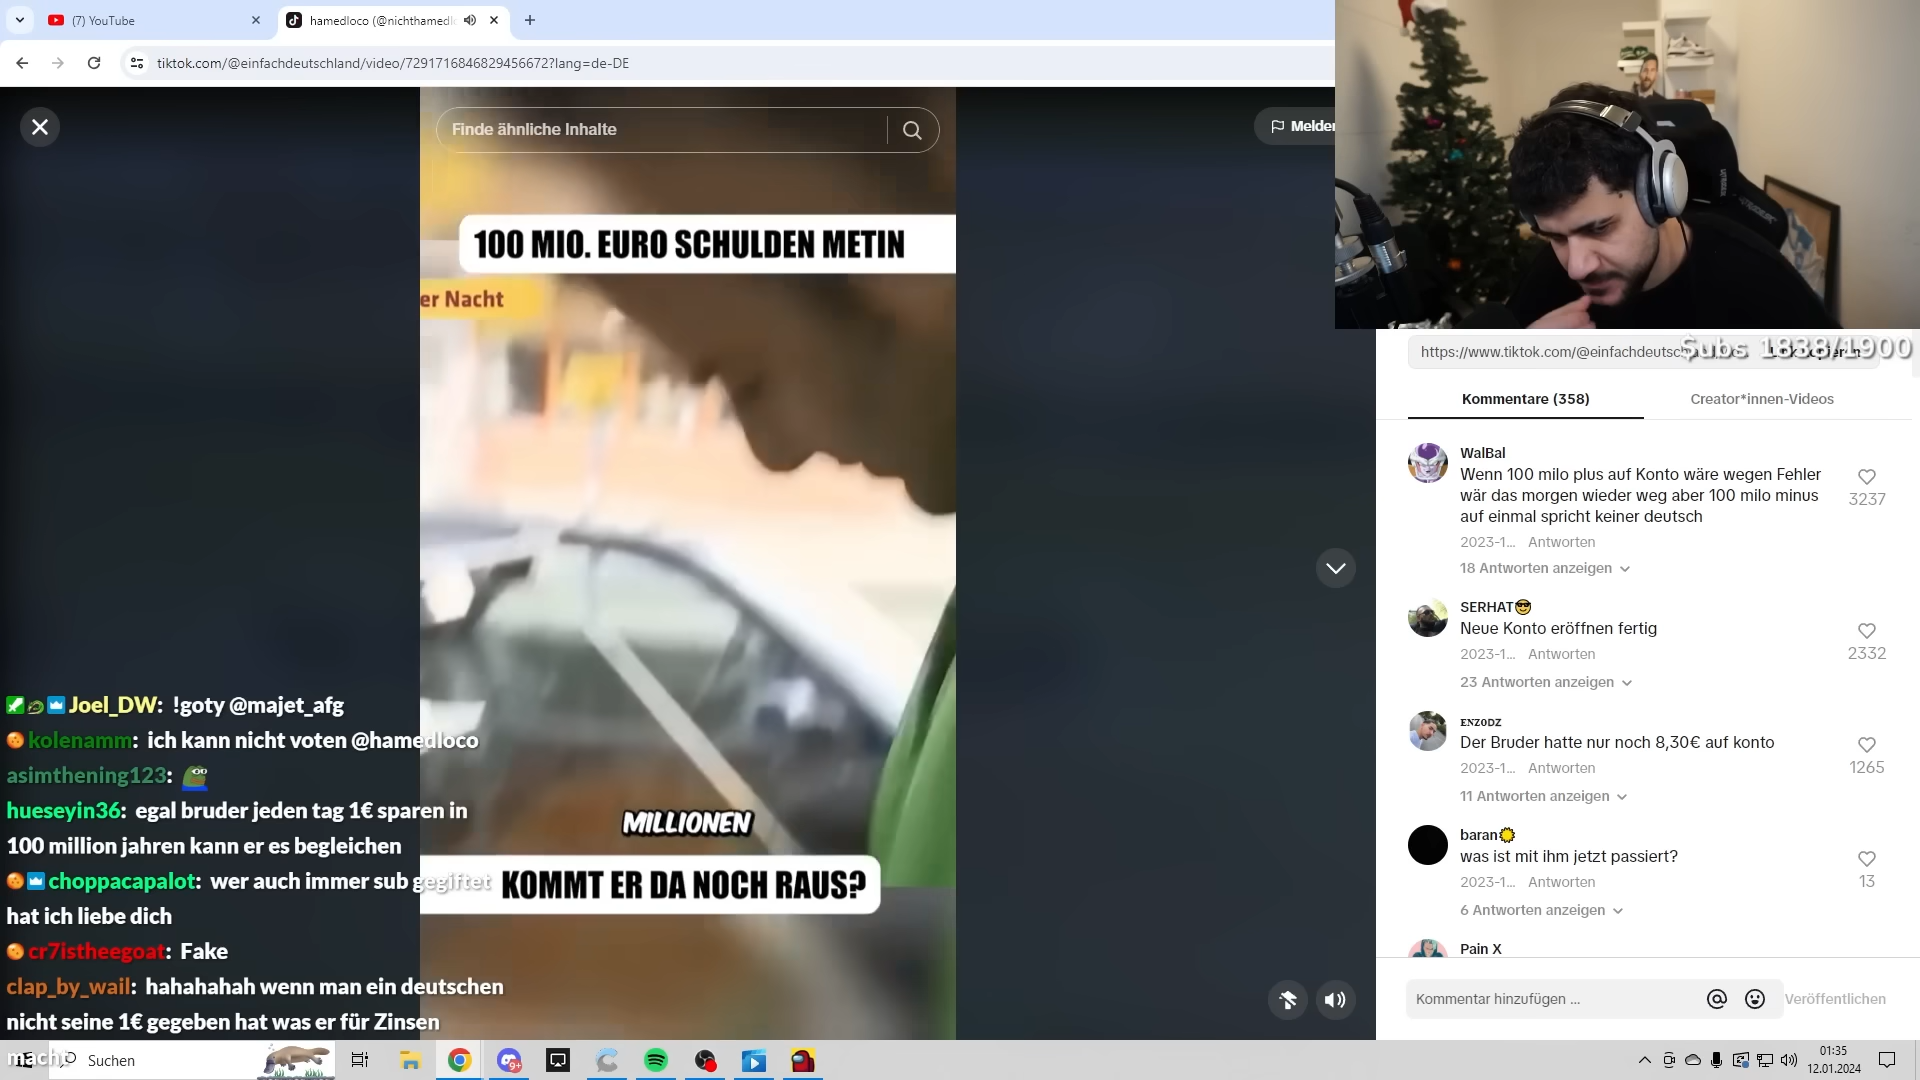 (7) YouTube
hamedloco (@nichthamedlo
tiktok.com/@einfachdeutschland/video/7291716846829456672?lang=de-DE
Finde ähnliche Inhalte
Melden
100 MIO. EURO SCHULDEN METIN
er Nacht
MILLIONEN
KOMMT ER DA NOCH RAUS?
Subs 1838/1900
https://www.tiktok.com/@einfachdeutsch
Kommentare (358)
Creator*innen-Videos
WalBal
Wenn 100 milo plus auf Konto wäre wegen Fehler
wär das morgen wieder weg aber 100 milo minus
auf einmal spricht keiner deutsch
3237
2023-1... Antworten
18 Antworten anzeigen
SERHAT😎
Neue Konto eröffnen fertig
2332
2023-1... Antworten
23 Antworten anzeigen
ᴇɴᴢᴏᴅᴢ
Der Bruder hatte nur noch 8,30€ auf konto
1265
2023-1... Antworten
11 Antworten anzeigen
baran
was ist mit ihm jetzt passiert?
13
2023-1... Antworten
6 Antworten anzeigen
Pain X
Kommentar hinzufügen ...
Veröffentlichen
Joel_DW: !goty @majet_afg
kolenamm: ich kann nicht voten @hamedloco
asimthening123:
hueseyin36: egal bruder jeden tag 1€ sparen in
100 million jahren kann er es begleichen
choppacapalot: wer auch immer sub gegiftet
hat ich liebe dich
cr7istheegoat: Fake
clap_by_wail: hahahahah wenn man ein deutschen
nicht seine 1€ gegeben hat was er für Zinsen
macht
Suchen
9+
01:35
12.01.2024